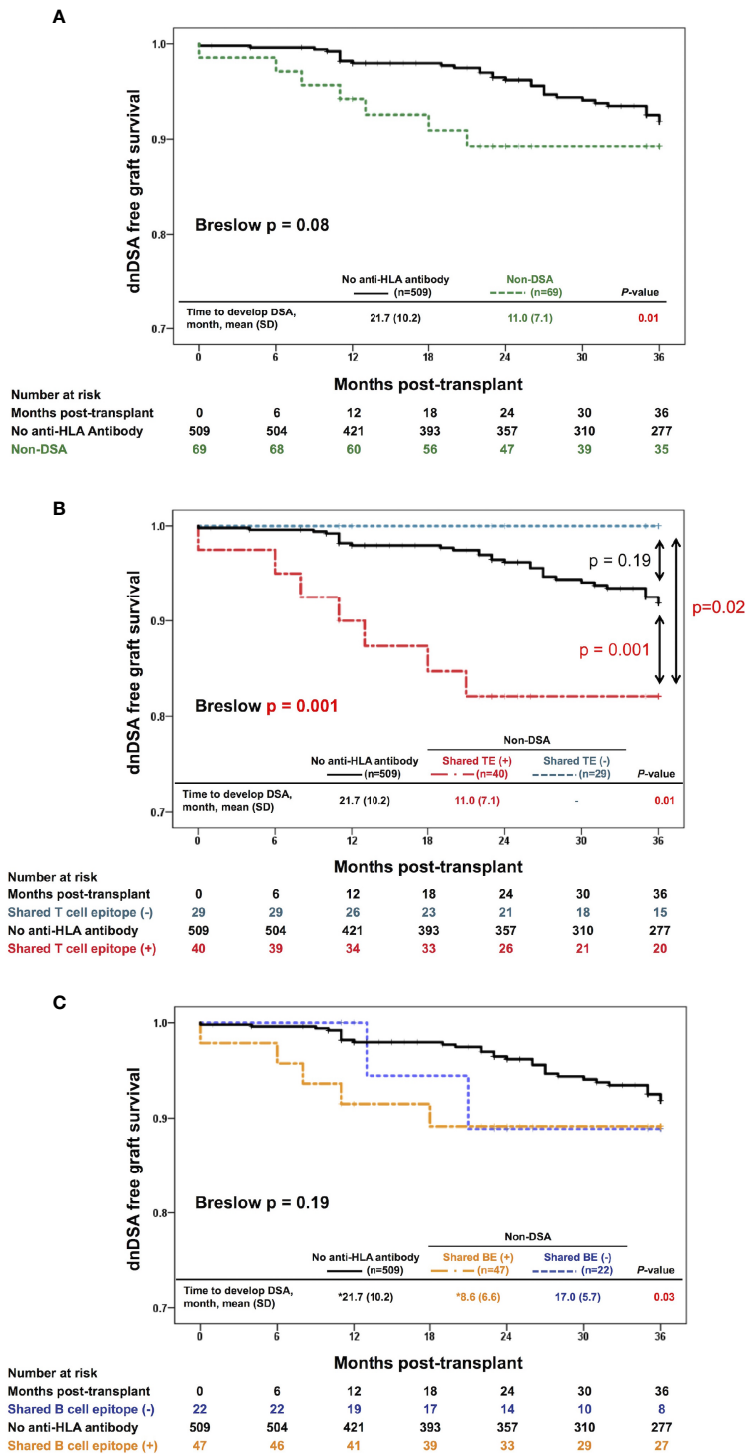 A
dnDSA free graft survival
1.0
0.9
0.8
0.7
Breslow p = 0.08
No anti-HLA antibody Non-DSA
(n=509) (n=69) P-value
Time to develop DSA,
month, mean (SD) 21.7 (10.2) 11.0 (7.1) 0.01
0 6 12 18 24 30 36
Months post-transplant
Number at risk
Months post-transplant 0 6 12 18 24 30 36
No anti-HLA Antibody 509 504 421 393 357 310 277
Non-DSA 69 68 60 56 47 39 35
B
dnDSA free graft survival
1.0
0.9
0.8
0.7
p = 0.19
p=0.02
p = 0.001
Breslow p = 0.001
Non-DSA
No anti-HLA antibody Shared TE (+) Shared TE (-)
(n=509) (n=40) (n=29) P-value
Time to develop DSA,
month, mean (SD) 21.7 (10.2) 11.0 (7.1) - 0.01
0 6 12 18 24 30 36
Months post-transplant
Number at risk
Months post-transplant 0 6 12 18 24 30 36
Shared T cell epitope (-) 29 29 26 23 21 18 15
No anti-HLA antibody 509 504 421 393 357 310 277
Shared T cell epitope (+) 40 39 34 33 26 21 20
C
dnDSA free graft survival
1.0
0.9
0.8
0.7
Breslow p = 0.19
Non-DSA
No anti-HLA antibody Shared BE (+) Shared BE (-)
(n=509) (n=47) (n=22) P-value
Time to develop DSA,
month, mean (SD) *21.7 (10.2) *8.6 (6.6) 17.0 (5.7) 0.03
0 6 12 18 24 30 36
Months post-transplant
Number at risk
Months post-transplant 0 6 12 18 24 30 36
Shared B cell epitope (-) 22 22 19 17 14 10 8
No anti-HLA antibody 509 504 421 393 357 310 277
Shared B cell epitope (+) 47 46 41 39 33 29 27